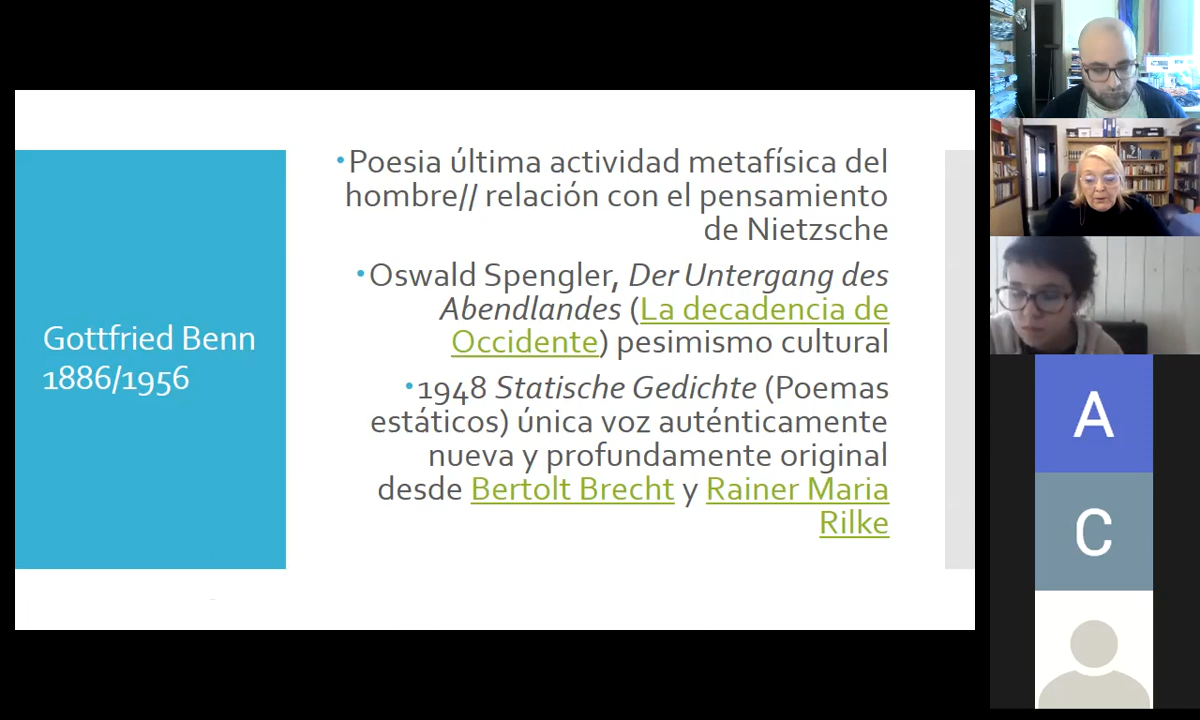 Gottfried Benn
1886/1956
•Poesia última actividad metafísica del
hombre// relación con el pensamiento
de Nietzsche
•Oswald Spengler, Der Untergang des
Abendlandes (La decadencia de
Occidente) pesimismo cultural
•1948 Statische Gedichte (Poemas
estáticos) única voz auténticamente
nueva y profundamente original
desde Bertolt Brecht y Rainer Maria
Rilke
A
C